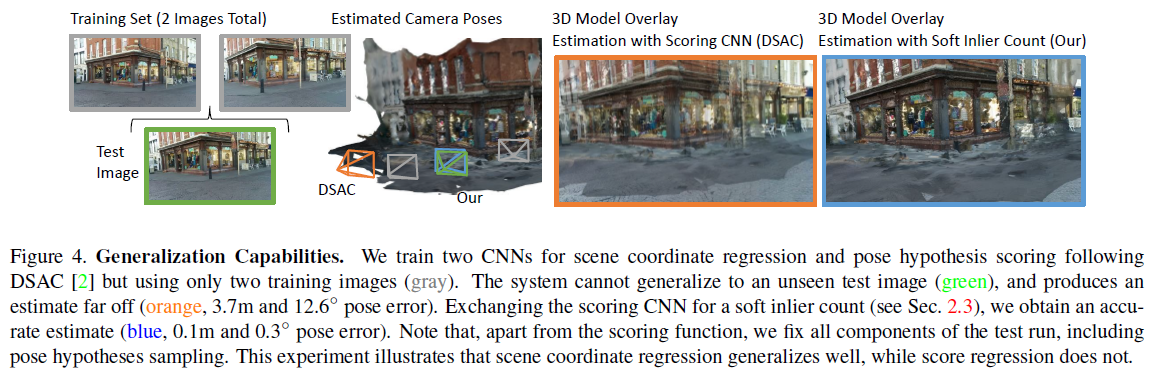 Training Set (2 Images Total)
Estimated Camera Poses
3D Model Overlay
Estimation with Scoring CNN (DSAC)
3D Model Overlay
Estimation with Soft Inlier Count (Our)
Test
Image
DSAC
Our
Figure 4. Generalization Capabilities. We train two CNNs for scene coordinate regression and pose hypothesis scoring following
DSAC [2] but using only two training images (gray). The system cannot generalize to an unseen test image (green), and produces an
estimate far off (orange, 3.7m and 12.6° pose error). Exchanging the scoring CNN for a soft inlier count (see Sec. 2.3), we obtain an accu-
rate estimate (blue, 0.1m and 0.3° pose error). Note that, apart from the scoring function, we fix all components of the test run, including
pose hypotheses sampling. This experiment illustrates that scene coordinate regression generalizes well, while score regression does not.